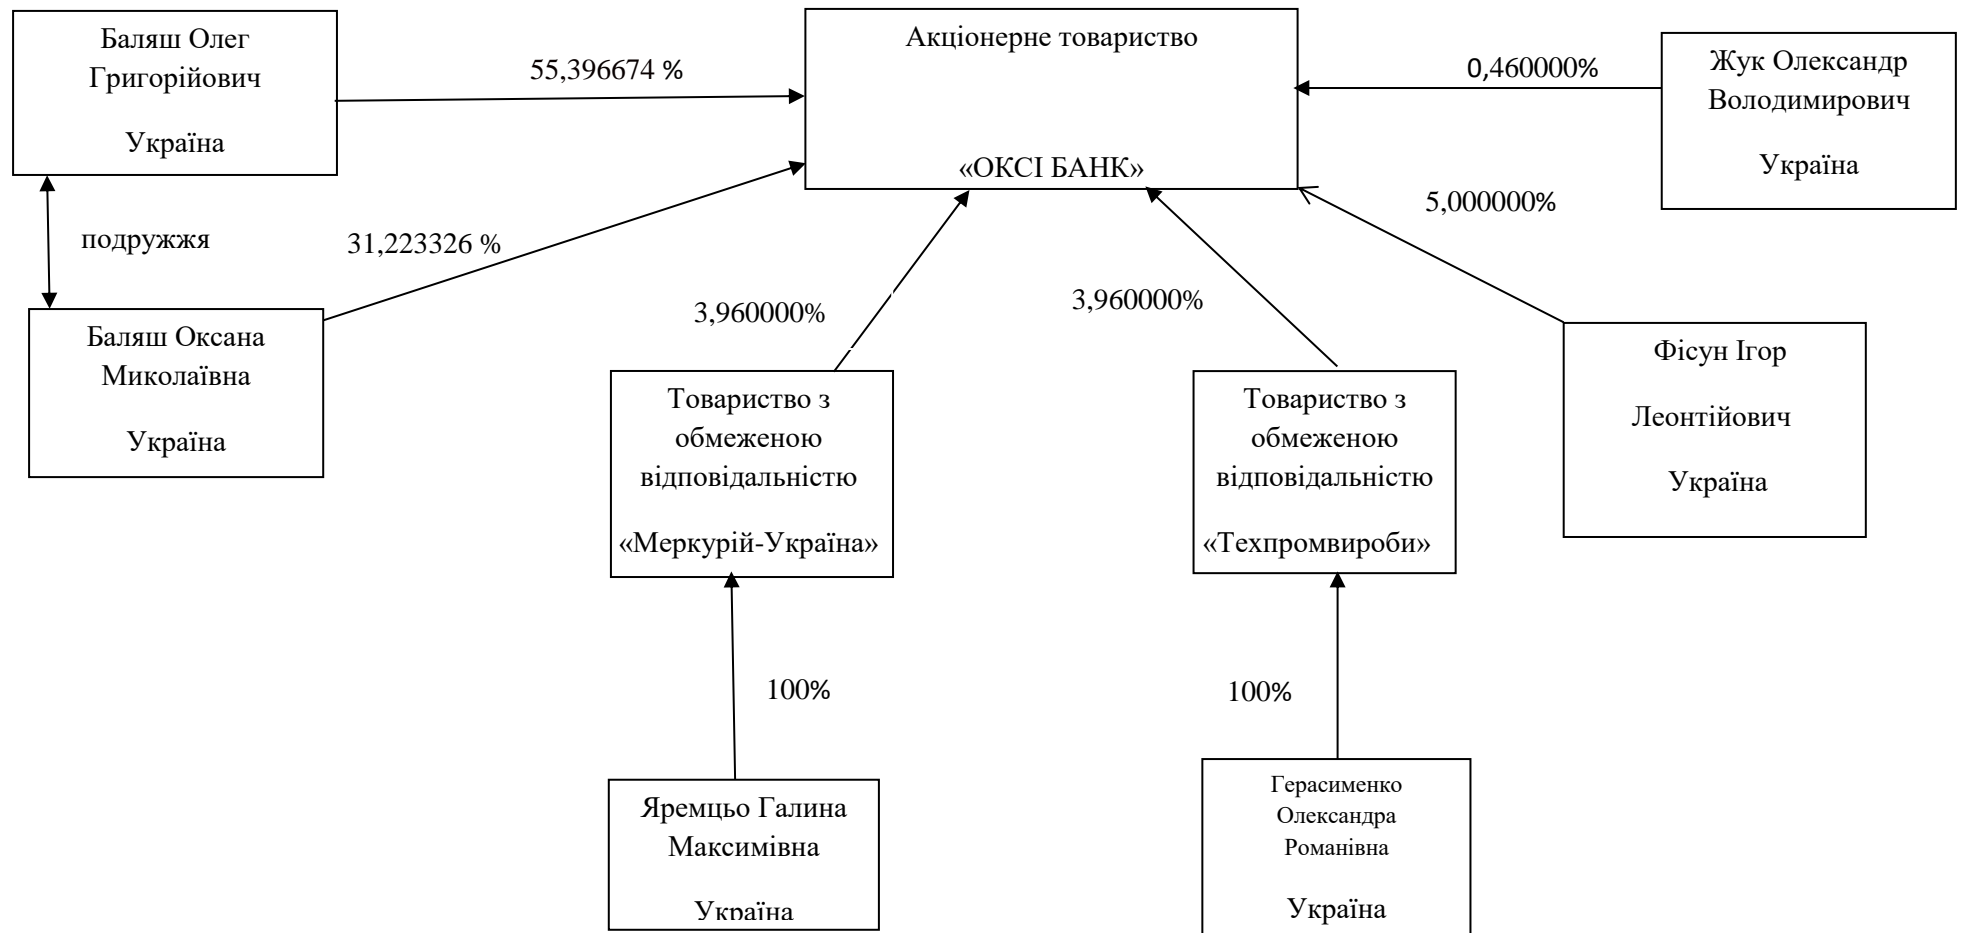 Баляш Олег
Григорійович
Україна
55,396674 %
Акціонерне товариство
«ОКСІ БАНК»
0,460000%
Жук Олександр
Володимирович
Україна
подружжя
31,223326 %
5,000000%
Баляш Оксана
Миколаївна
Україна
3,960000%
3,960000%
Товариство з
обмеженою
відповідальністю
«Меркурій-Україна»
Товариство з
обмеженою
відповідальністю
«Техпромвироби»
Фісун Ігор
Леонтійович
Україна
100%
100%
Яремцьо Галина
Максимівна
Україна
Герасименко
Олександра
Романівна
Україна